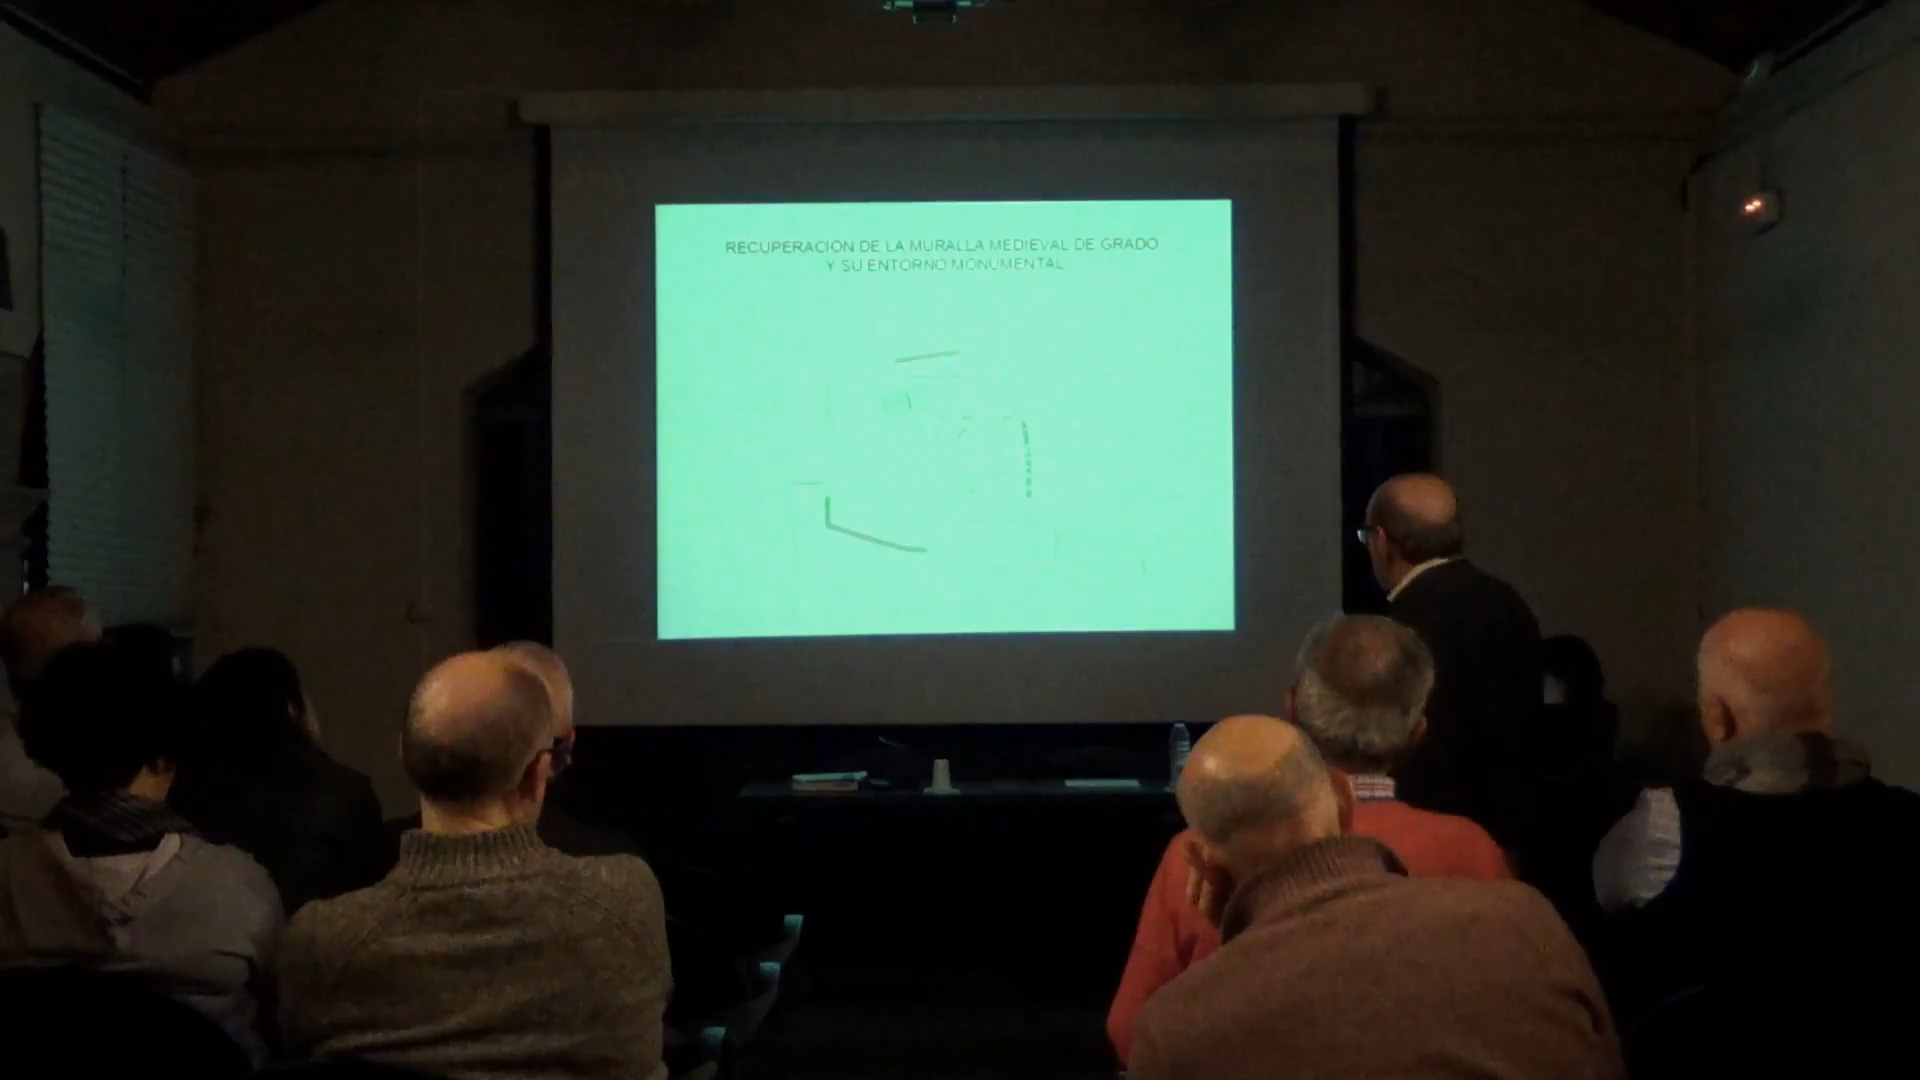 RECUPERACION DE LA MURALLA MEDIEVAL DE GRADO
Y SU ENTORNO MONUMENTAL